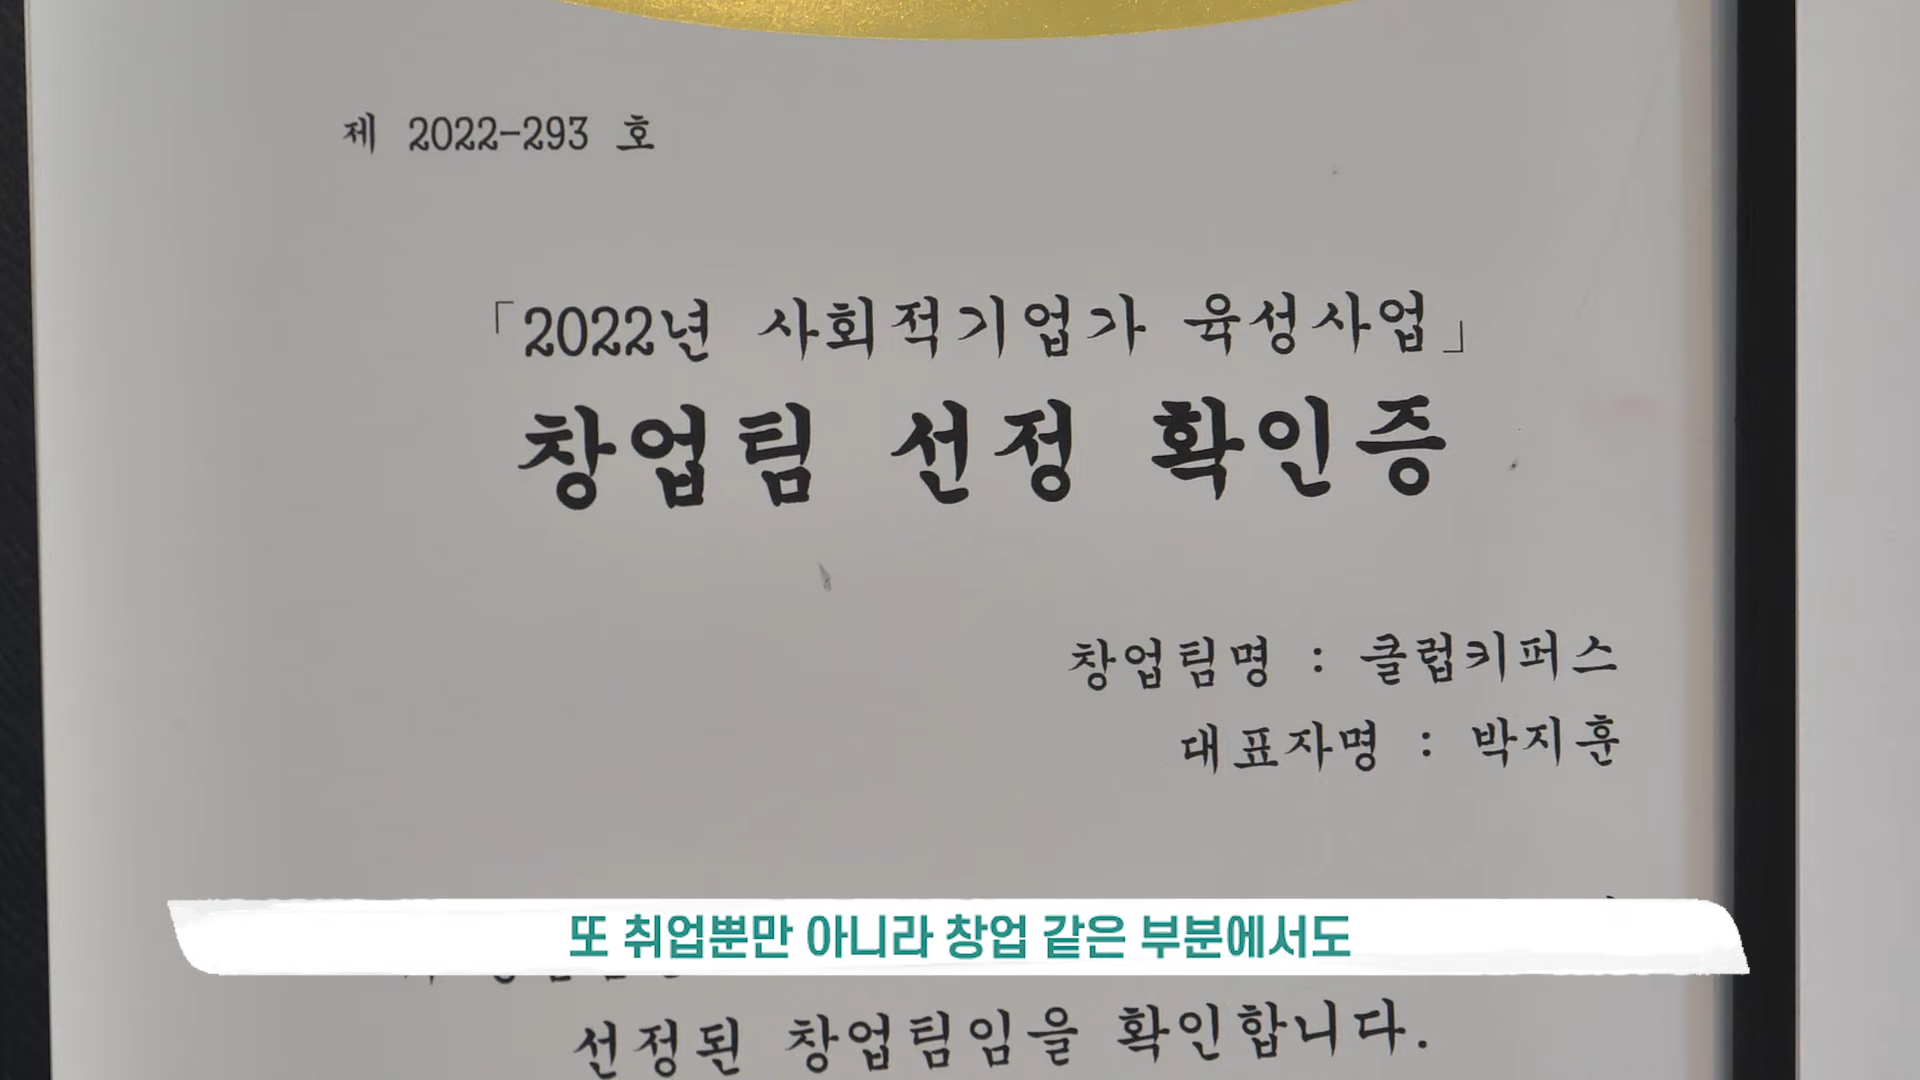 제 2022-293 호
「2022년 사회적기업가 육성사업」
창업팀 선정 확인증
창업팀명 : 클럽키퍼스
대표자명 : 박지훈
또 취업뿐만 아니라 창업 같은 부분에서도
선정된 창업팀임을 확인합니다.